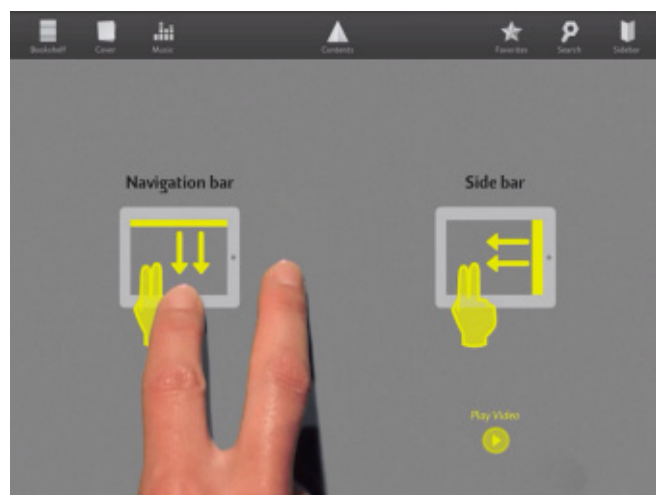 Bookshelf Cover Music Contents Favorites Search Sidebar
Navigation bar Side bar
Play Video